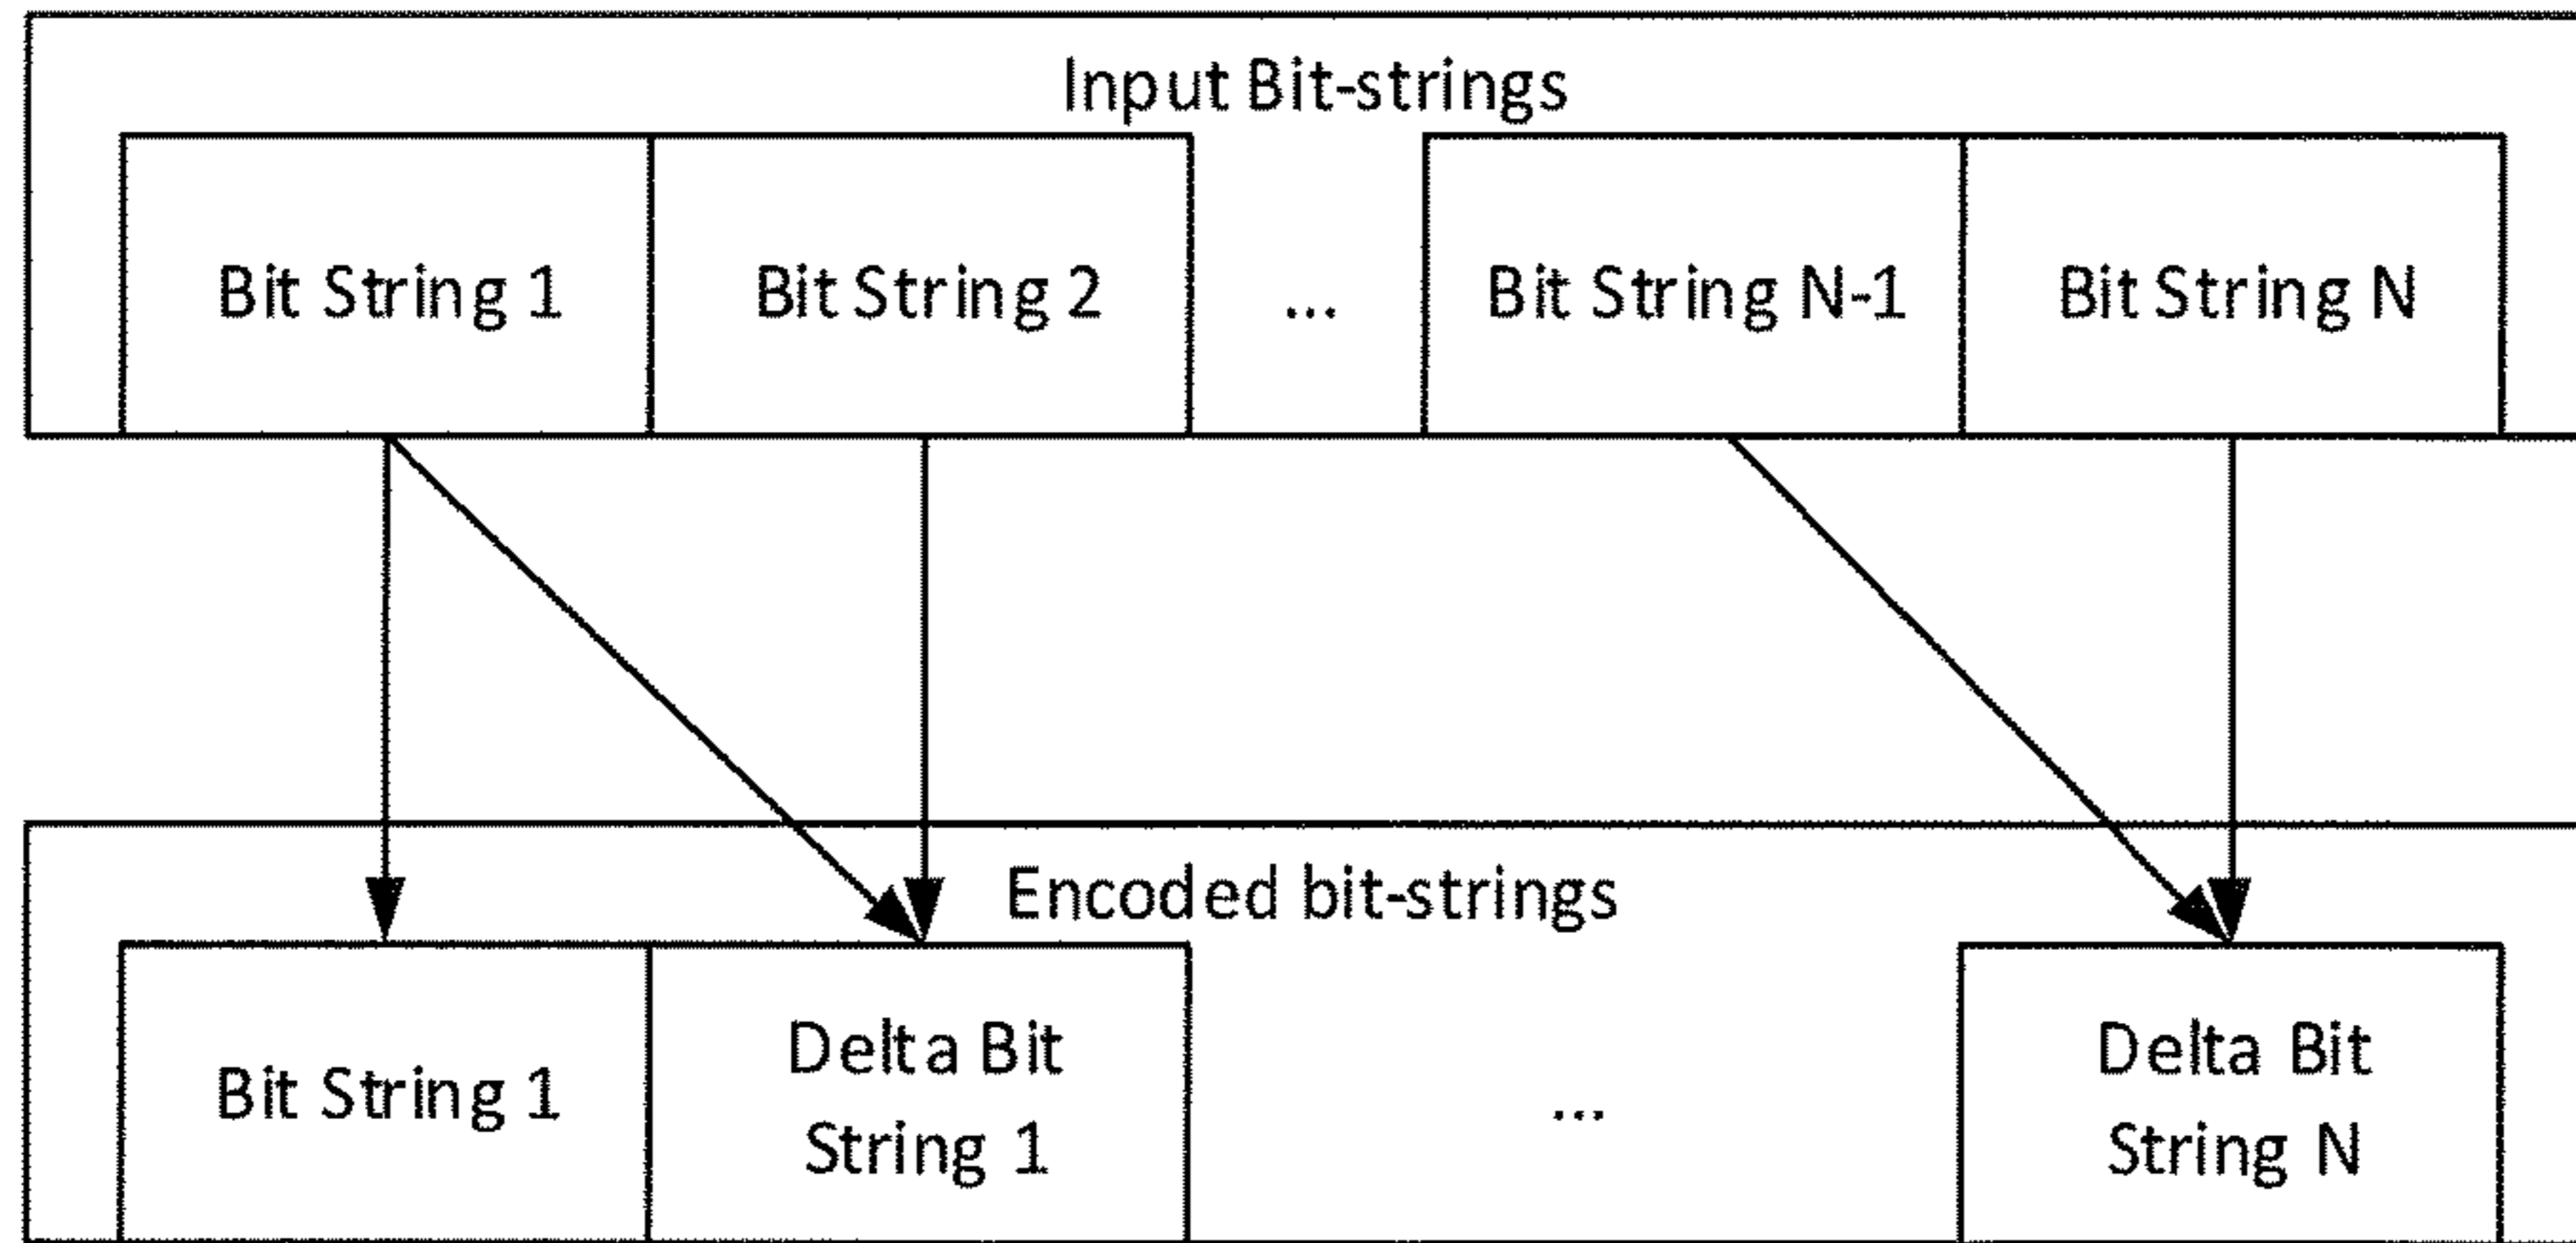 Input Bit-strings
Bit String 1
Bit String 2
...
Bit String N-1
Bit String N
Encoded bit-strings
Bit String 1
Delta Bit
String 1
...
Delta Bit
String N